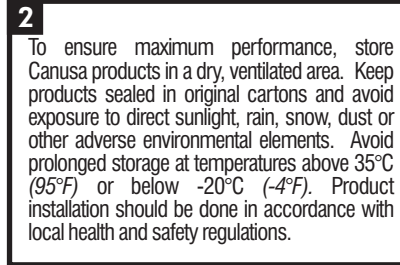 2
To ensure maximum performance, store
Canusa products in a dry, ventilated area. Keep
products sealed in original cartons and avoid
exposure to direct sunlight, rain, snow, dust or
other adverse environmental elements. Avoid
prolonged storage at temperatures above 35°C
(95°F) or below -20°C (-4°F). Product
installation should be done in accordance with
local health and safety regulations.